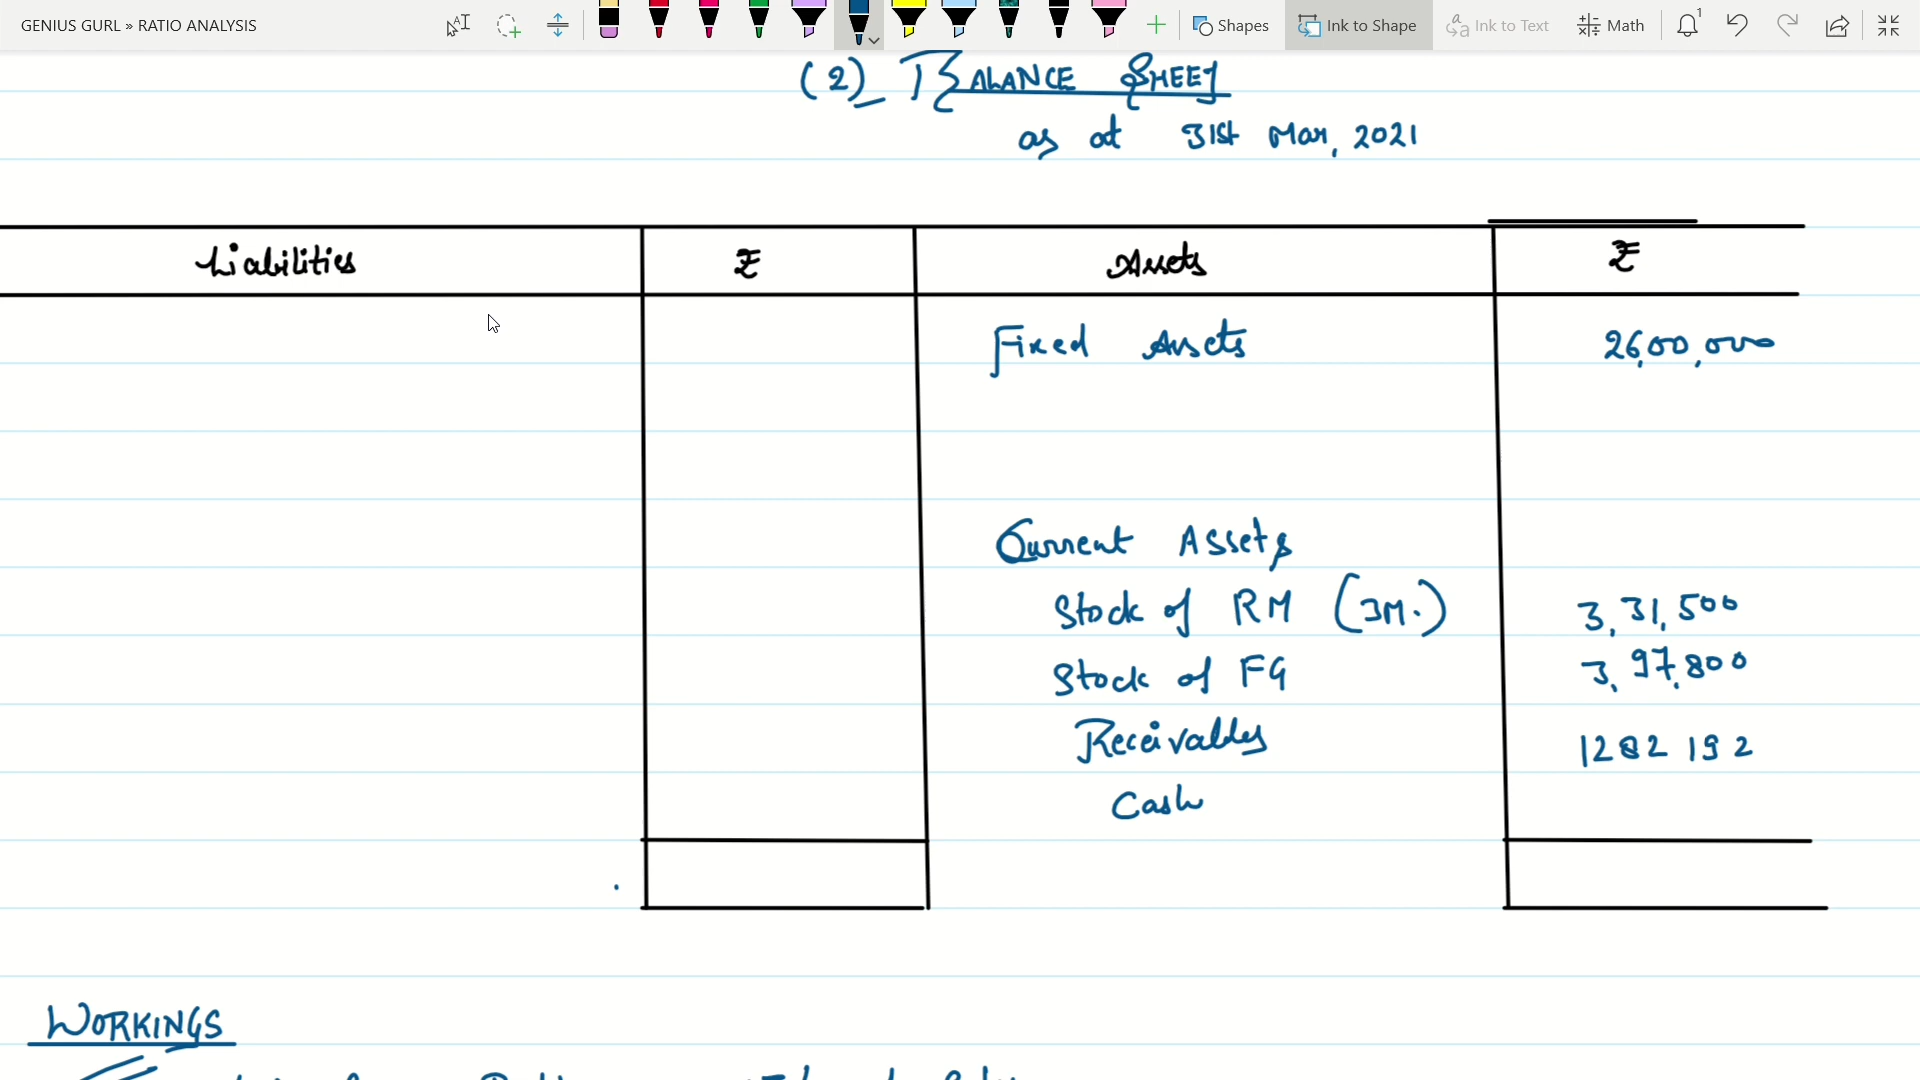 GENIUS GURL » RATIO ANALYSIS
Shapes
Ink to Shape
Ink to Text
Math
1
(2) BALANCE SHEET
as at 31st Mar, 2021
Liabilities ₹ Assets ₹
Fixed Assets 26,00,000
Current Assets
Stock of RM (3M.) 3,31,500
Stock of FG 3,97,800
Receivables 1282192
Cash
WORKINGS